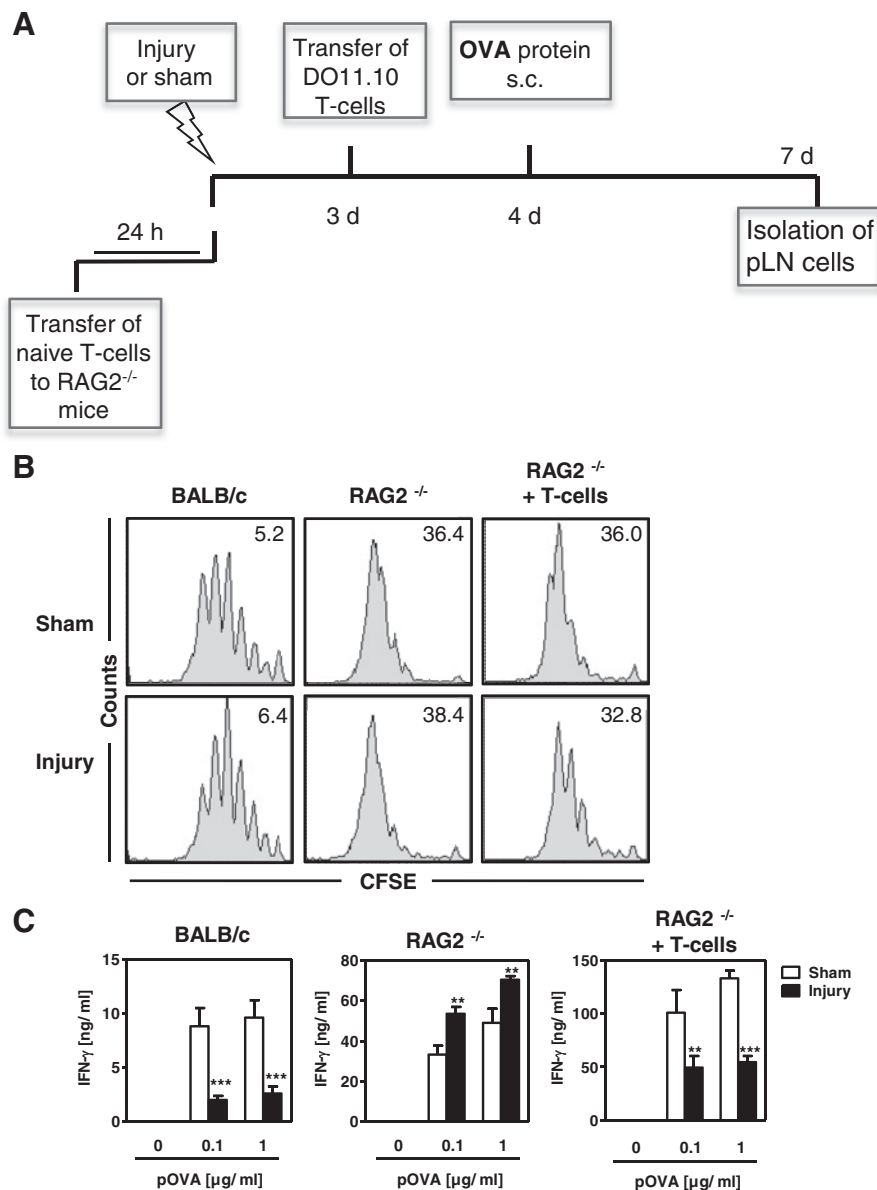 A
Injury
or sham
Transfer of
DO11.10
T-cells
OVA protein
s.c.
7 d
3 d
4 d
24 h
Isolation of
pLN cells
Transfer of
naive T-cells
to RAG2-/-
mice
B
BALB/c
RAG2 -/-
RAG2 -/-
+ T-cells
Sham
5.2
36.4
36.0
Counts
Injury
6.4
38.4
32.8
CFSE
C
BALB/c
RAG2 -/-
RAG2 -/-
+ T-cells
IFN-γ [ng/ ml]
15
10
5
0
***
***
0 0.1 1
pOVA [µg/ ml]
IFN-γ [ng/ ml]
80
60
40
20
0
**
**
0 0.1 1
pOVA [µg/ ml]
IFN-γ [ng/ ml]
150
100
50
0
**
***
0 0.1 1
pOVA [µg/ ml]
Sham
Injury